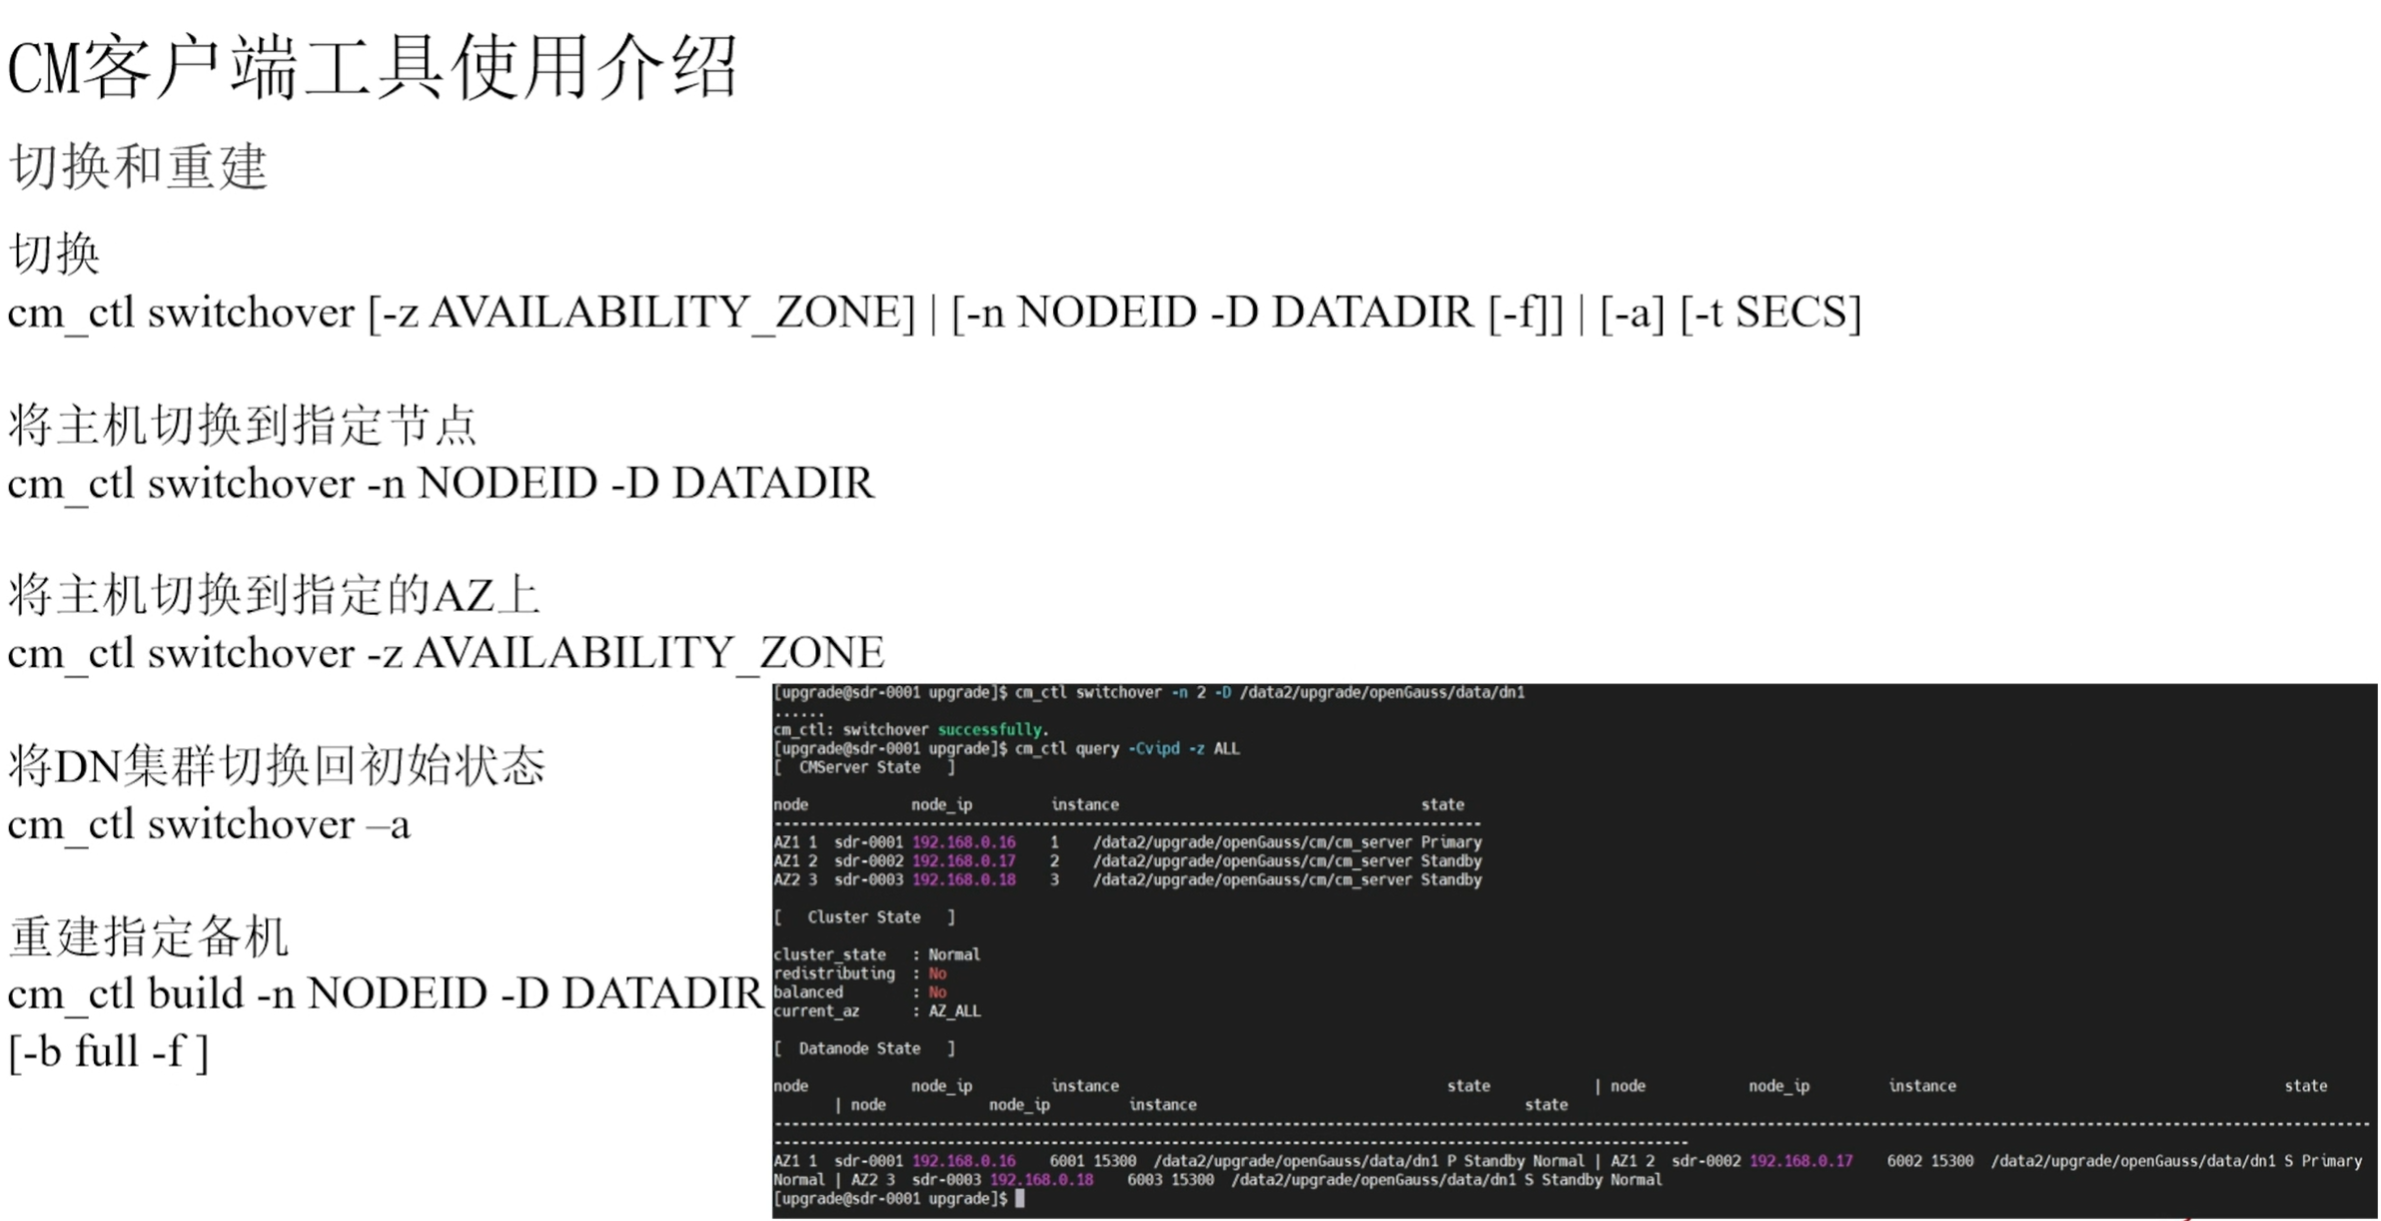 CM客户端工具使用介绍
切换和重建
切换
cm_ctl switchover [-z AVAILABILITY_ZONE] | [-n NODEID -D DATADIR [-f]] | [-a] [-t SECS]
将主机切换到指定节点
cm_ctl switchover -n NODEID -D DATADIR
将主机切换到指定的AZ上
cm_ctl switchover -z AVAILABILITY_ZONE
将DN集群切换回初始状态
cm_ctl switchover –a
重建指定备机
cm_ctl build -n NODEID -D DATADIR
[-b full -f ]
[upgrade@sdr-0001 upgrade]$ cm_ctl switchover -n 2 -D /data2/upgrade/openGauss/data/dn1
......
cm_ctl: switchover successfully.
[upgrade@sdr-0001 upgrade]$ cm_ctl query -Cvipd -z ALL
[  CMServer State   ]
node            node_ip         instance                                   state
---------------------------------------------------------------------------------
AZ1 1  sdr-0001 192.168.0.16    1    /data2/upgrade/openGauss/cm/cm_server Primary
AZ1 2  sdr-0002 192.168.0.17    2    /data2/upgrade/openGauss/cm/cm_server Standby
AZ2 3  sdr-0003 192.168.0.18    3    /data2/upgrade/openGauss/cm/cm_server Standby
[   Cluster State   ]
cluster_state   : Normal
redistributing  : No
balanced        : No
current_az      : AZ_ALL
[  Datanode State   ]
node            node_ip         instance                                      state            | node            node_ip         instance                                      state
       | node            node_ip         instance                                      state
------------------------------------------------------------------------------------------------------------------------------------------------------------------------------------------
----------------------------------------------------------------------------------------------------------
AZ1 1  sdr-0001 192.168.0.16    6001 15300  /data2/upgrade/openGauss/data/dn1 P Standby Normal | AZ1 2  sdr-0002 192.168.0.17    6002 15300  /data2/upgrade/openGauss/data/dn1 S Primary
Normal | AZ2 3  sdr-0003 192.168.0.18    6003 15300  /data2/upgrade/openGauss/data/dn1 S Standby Normal
[upgrade@sdr-0001 upgrade]$